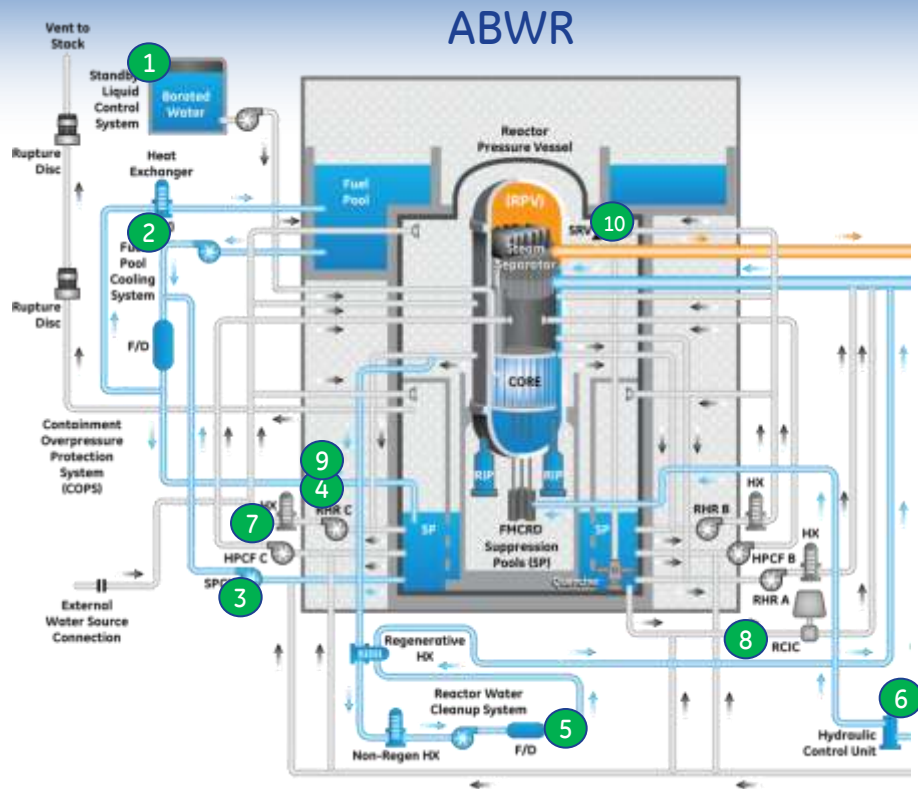 ABWR
Vent to
Stack
1
Standby
Liquid
Control
System
Borated
Water
Rupture
Disc
Heat
Exchanger
Reactor
Pressure Vessel
Fuel
Pool
(RPV)
SRV
10
2
Fuel
Pool
Cooling
System
Steam
Separator
Rupture
Disc
F/D
CORE
Containment
Overpressure
Protection
System
(COPS)
9
4
RIP
RIP
HX
7
RHR C
SP
FMCRD
SP
RHR B
HX
HPCF C
Suppression
Pools (SP)
HPCF B
HX
3
Quencher
RHR A
External
Water Source
Connection
8
RCIC
Regenerative
HX
Reactor Water
Cleanup System
5
6
Non-Regen HX
F/D
Hydraulic
Control Unit